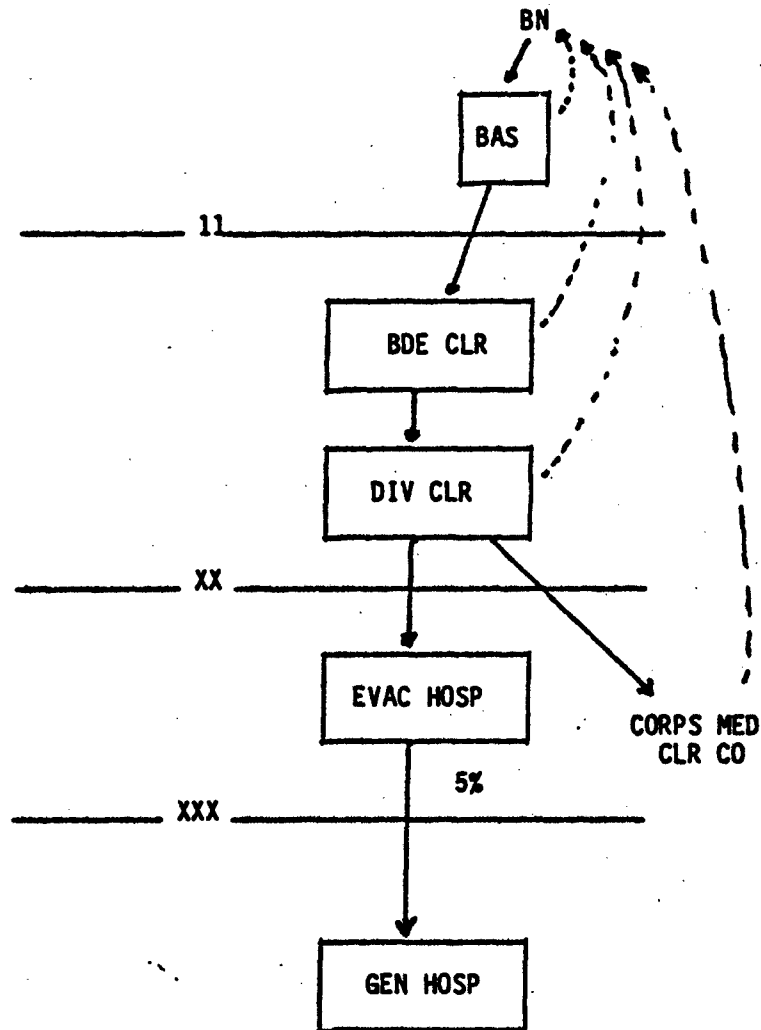 BN
BAS
11
BDE CLR
DIV CLR
XX
EVAC HOSP
CORPS MED
CLR CO
5%
XXX
GEN HOSP